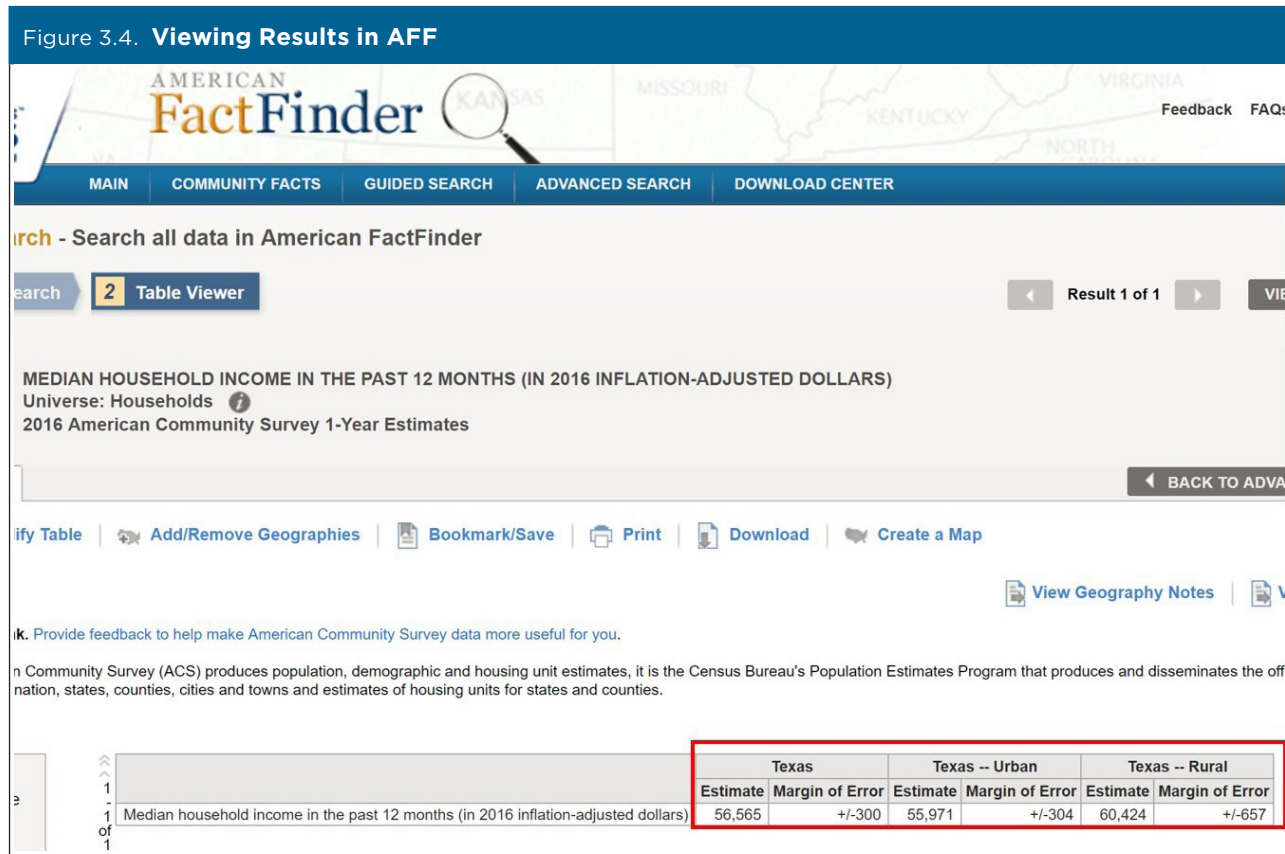 Figure 3.4. Viewing Results in AFF
KANSAS MISSOURI KENTUCKY VIRGINIA
NORTH
CAROLINA
AMERICAN
FactFinder
Feedback FAQs
MAIN COMMUNITY FACTS GUIDED SEARCH ADVANCED SEARCH DOWNLOAD CENTER
rch - Search all data in American FactFinder
earch 2 Table Viewer Result 1 of 1 VIE
MEDIAN HOUSEHOLD INCOME IN THE PAST 12 MONTHS (IN 2016 INFLATION-ADJUSTED DOLLARS)
Universe: Households i
2016 American Community Survey 1-Year Estimates
BACK TO ADVA
ify Table Add/Remove Geographies Bookmark/Save Print Download Create a Map
View Geography Notes V
k. Provide feedback to help make American Community Survey data more useful for you.
n Community Survey (ACS) produces population, demographic and housing unit estimates, it is the Census Bureau's Population Estimates Program that produces and disseminates the off
nation, states, counties, cities and towns and estimates of housing units for states and counties.
Texas Texas -- Urban Texas -- Rural
Estimate Margin of Error Estimate Margin of Error Estimate Margin of Error
Median household income in the past 12 months (in 2016 inflation-adjusted dollars) 56,565 +/-300 55,971 +/-304 60,424 +/-657
e
1
-
1
of
1